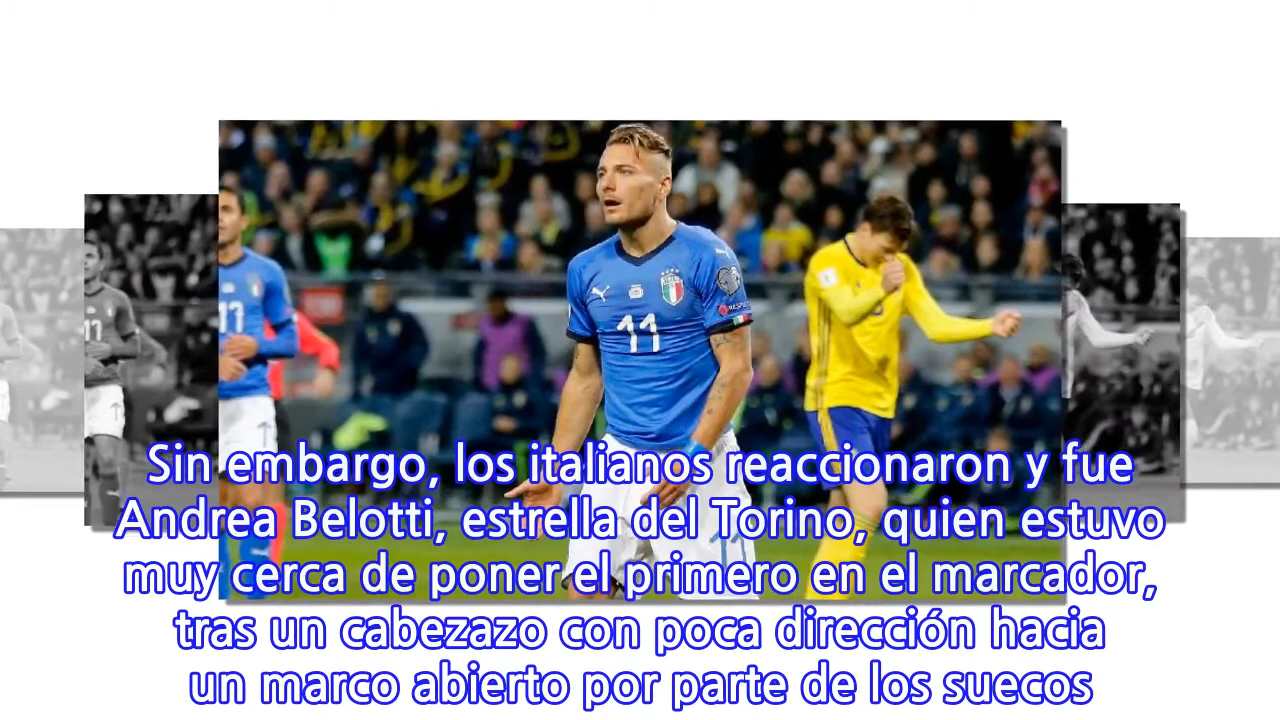 11
Sin embargo, los italianos reaccionaron y fue
Andrea Belotti, estrella del Torino, quien estuvo
muy cerca de poner el primero en el marcador,
tras un cabezazo con poca dirección hacia
un marco abierto por parte de los suecos